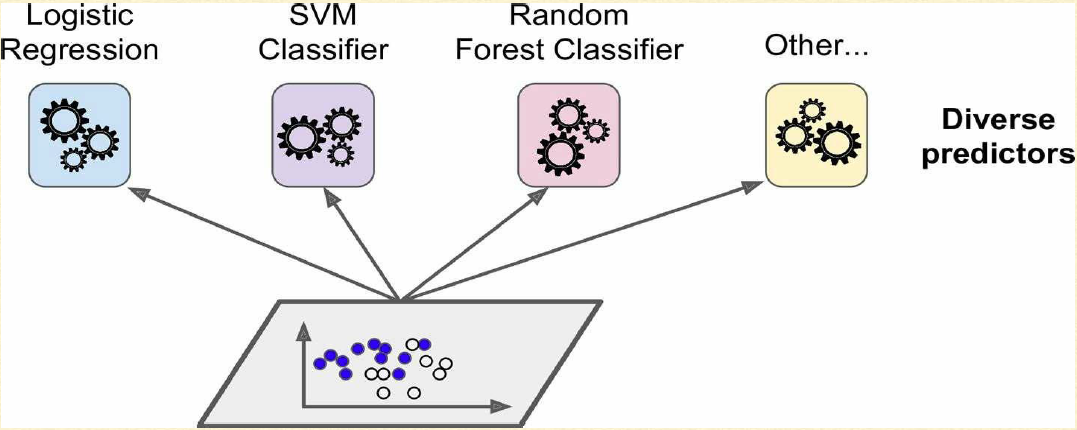 Logistic
Regression
SVM
Classifier
Random
Forest Classifier
Other...
Diverse
predictors